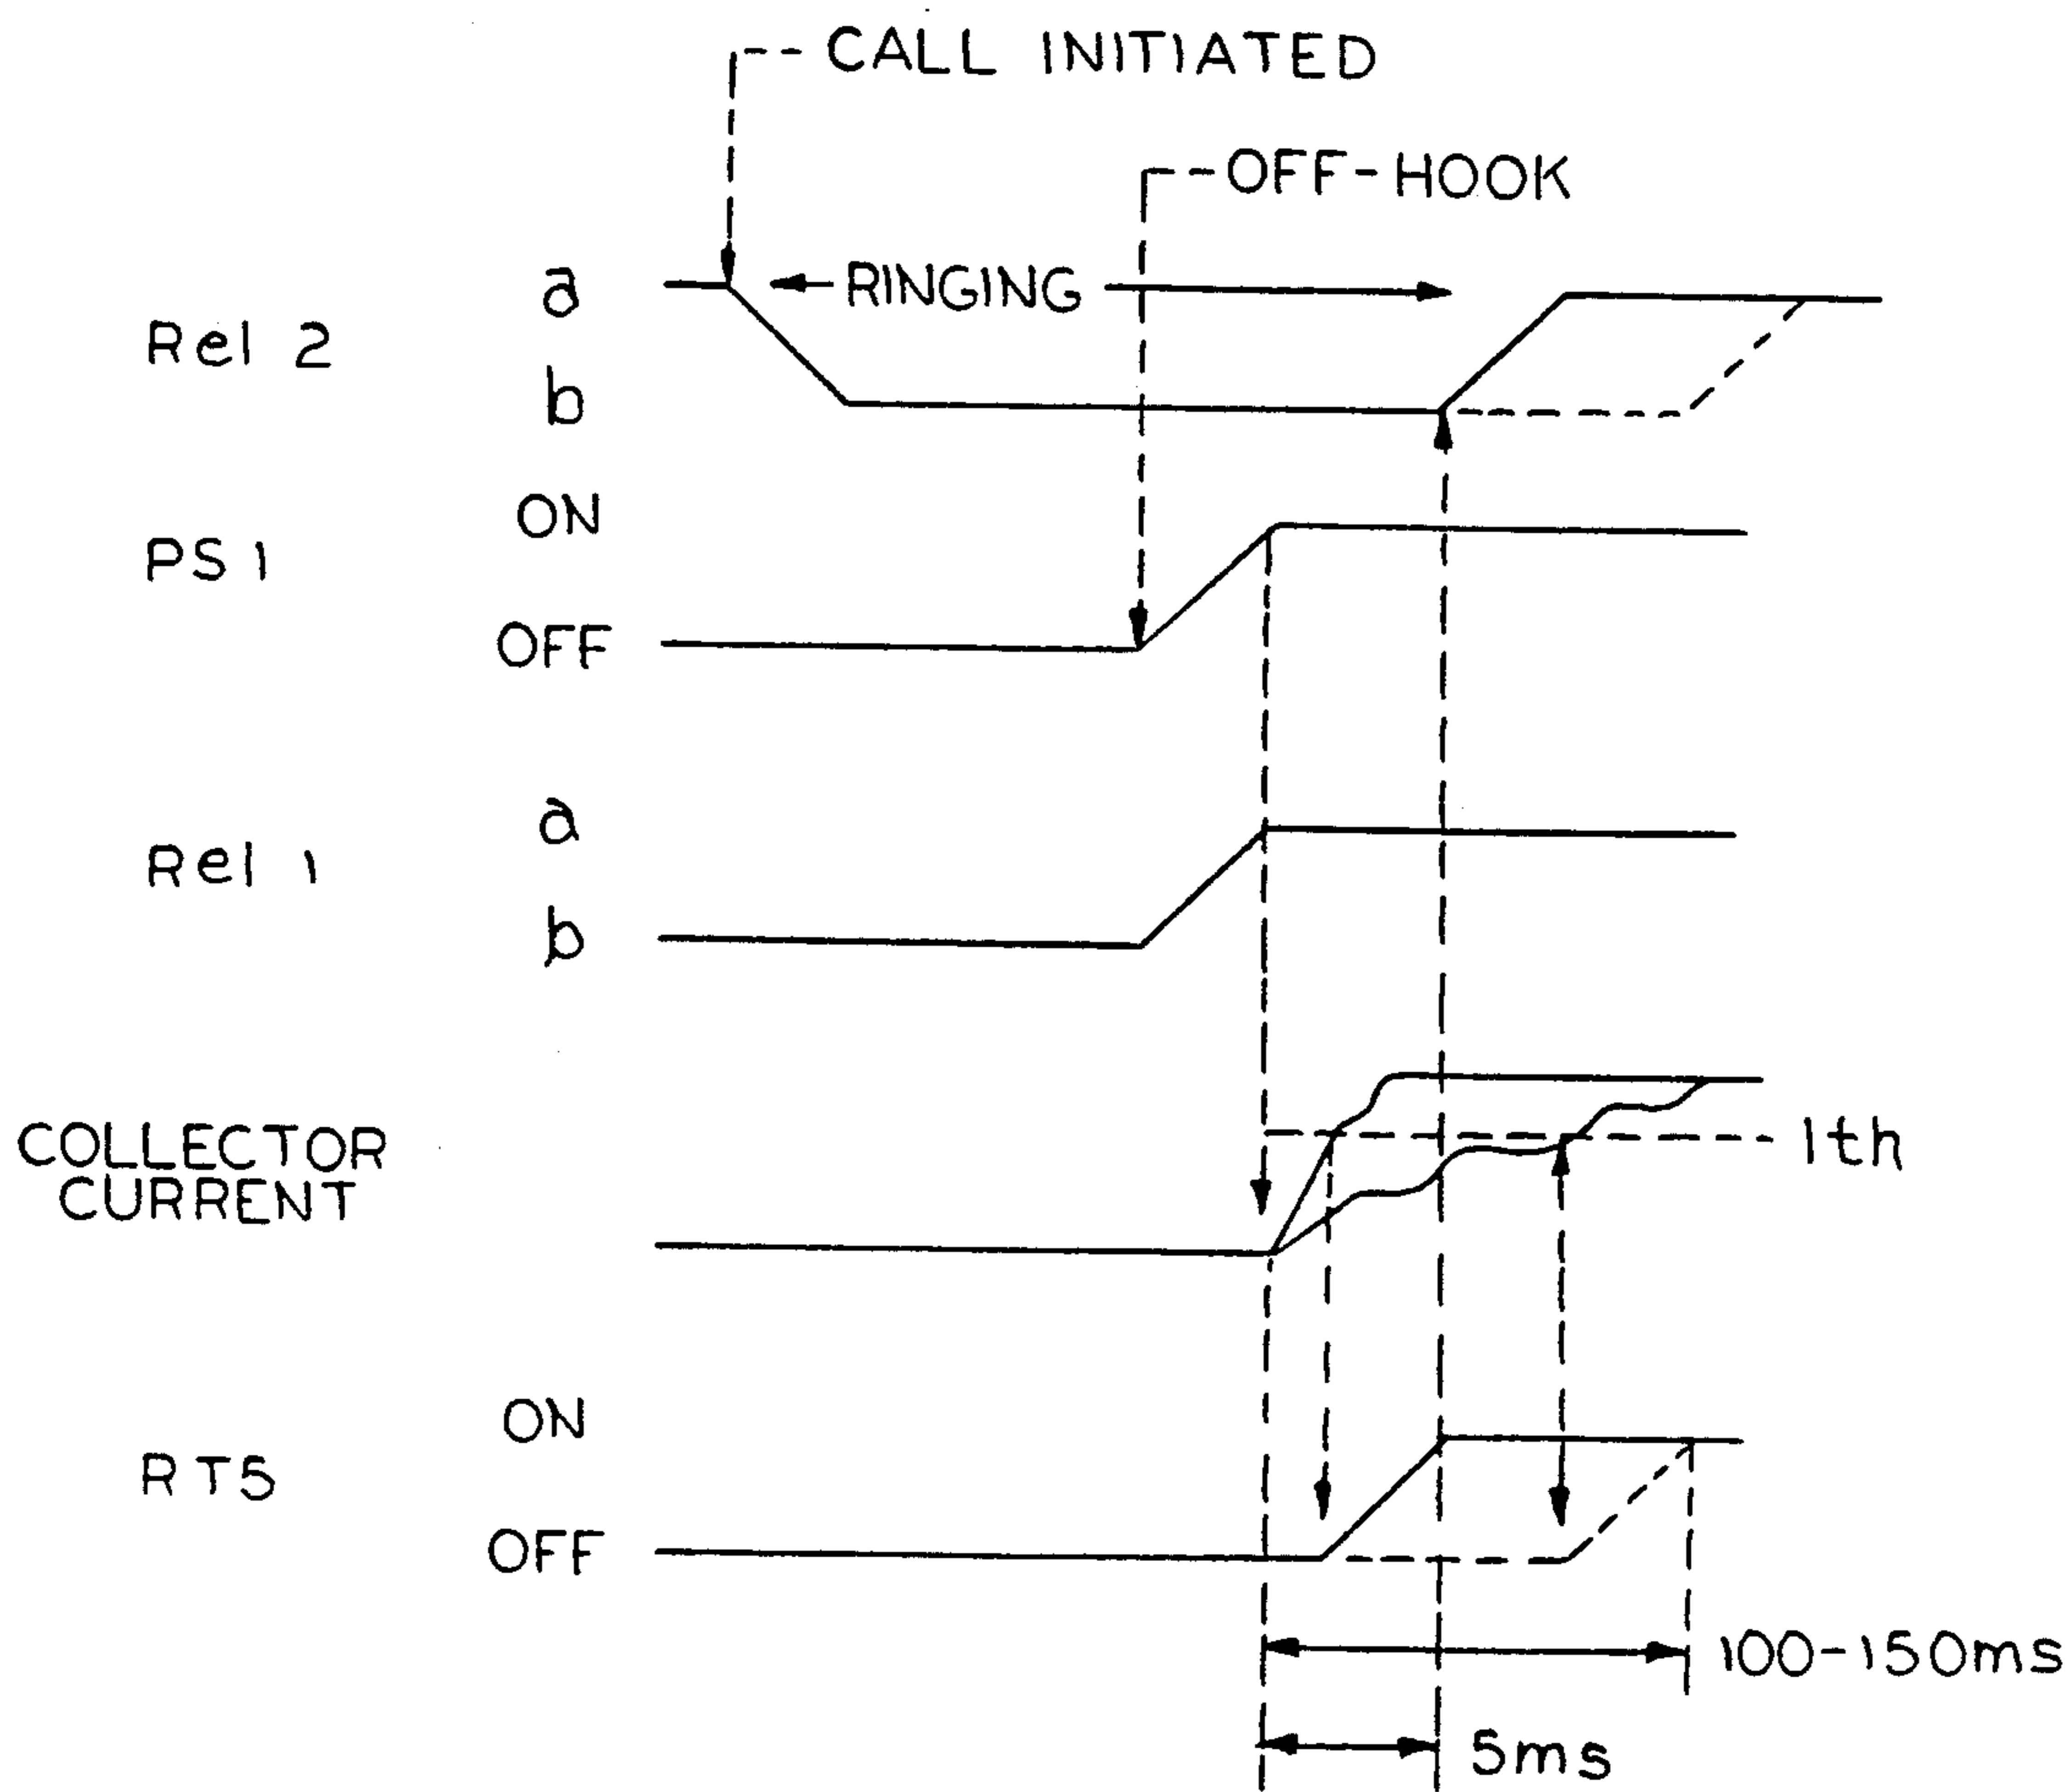 CALL INITIATED
OFF-HOOK
a
RINGING
Rel 2
b
ON
PS 1
OFF
a
Rel 1
b
COLLECTOR
CURRENT
Ith
ON
RT5
OFF
100-150ms
5ms